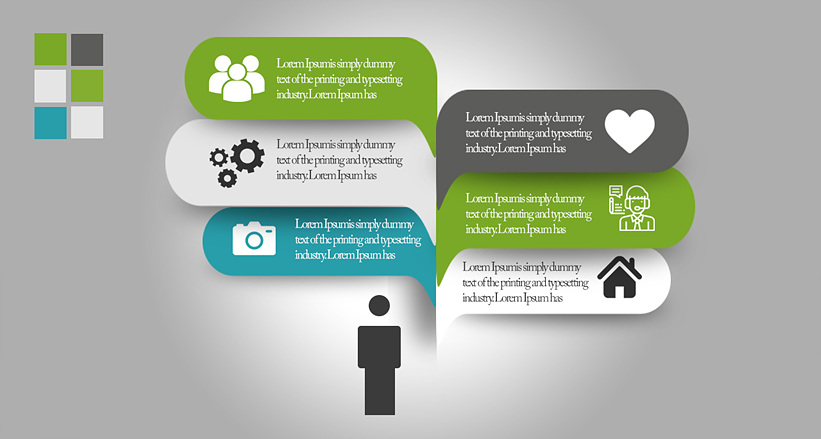 Lorem Ipsumis simply dummy
text of the printing and typesetting
industry.Lorem Ipsum has
Lorem Ipsumis simply dummy
text of the printing and typesetting
industry.Lorem Ipsum has
Lorem Ipsumis simply dummy
text of the printing and typesetting
industry.Lorem Ipsum has
Lorem Ipsumis simply dummy
text of the printing and typesetting
industry.Lorem Ipsum has
Lorem Ipsumis simply dummy
text of the printing and typesetting
industry.Lorem Ipsum has
Lorem Ipsumis simply dummy
text of the printing and typesetting
industry.Lorem Ipsum has